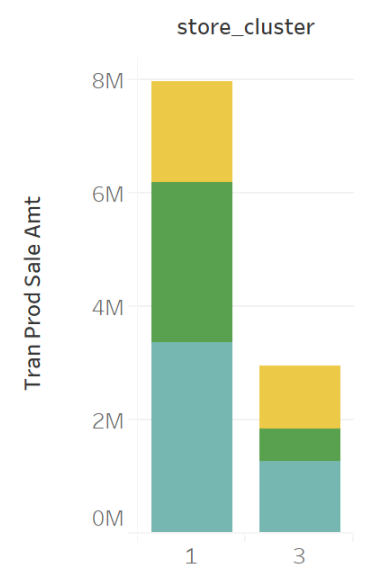 store_cluster
8M
6M
4M
2M
0M
Tran Prod Sale Amt
1 3